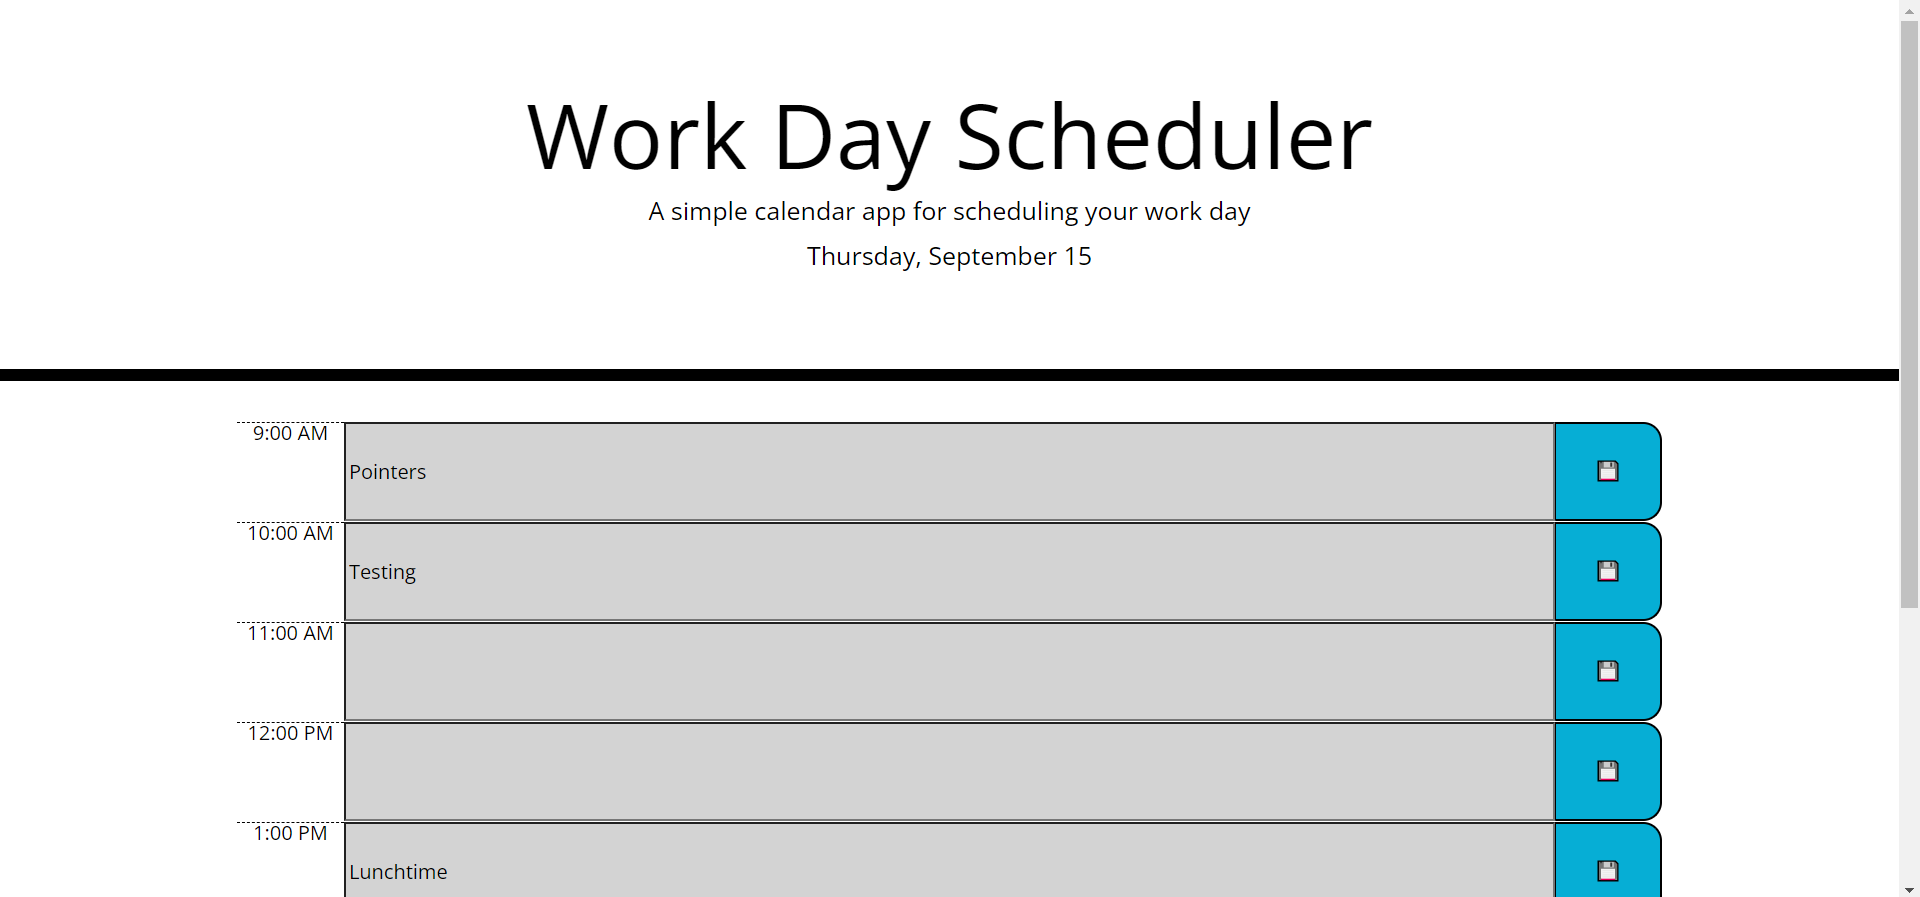 Work Day Scheduler
A simple calendar app for scheduling your work day
Thursday, September 15
9:00 AM
Pointers
10:00 AM
Testing
11:00 AM
12:00 PM
1:00 PM
Lunchtime